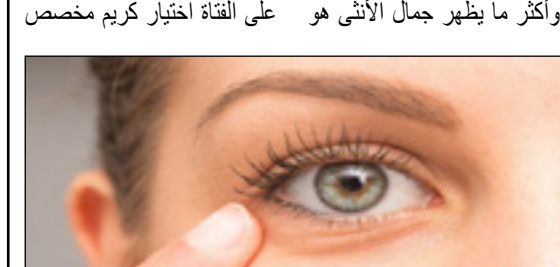 وأكثر ما يظهر جمال الأنثى هو
على الفتاة اختيار كريم مخصص